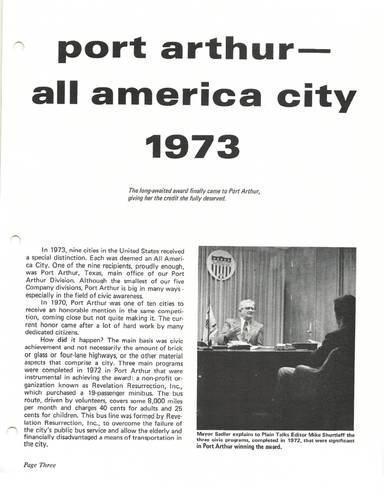 port arthur—
all america city
1973
The long-awaited award finally came to Port Arthur,
giving her the credit she fully deserved.
In 1973, nine cities in the United States received
a special distinction. Each was deemed an All Ameri-
ca City. One of the nine recipients, proudly enough,
was Port Arthur, Texas, main office of our Port
Arthur Division. Although the smallest of our five
Company divisions, Port Arthur is big in many ways -
especially in the field of civic awareness.
In 1970, Port Arthur was one of ten cities to
receive an honorable mention in the same competi-
tion, coming close but not quite making it. The cur-
rent honor came after a lot of hard work by many
dedicated citizens.
How did it happen? The main basis was civic
achievement and not necessarily the amount of brick
or glass or four-lane highways, or the other material
aspects that comprise a city. Three main programs
were completed in 1972 in Port Arthur that were
instrumental in achieving the award: a non-profit or-
ganization known as Revelation Resurrection, Inc.,
which purchased a 19-passenger minibus. The bus
route, driven by volunteers, covers some 8,000 miles
per month and charges 40 cents for adults and 25
cents for children. This bus line was formed by Reve-
lation Resurrection, Inc., to overcome the failure of
the city's public bus service and allow the elderly and
financially disadvantaged a means of transportation in
the city.
Mayor Sadler explains to Plain Talks Editor Mike Shurtlaff the
three civic programs, completed in 1972, that were significant
in Port Arthur winning the award.
Page Three